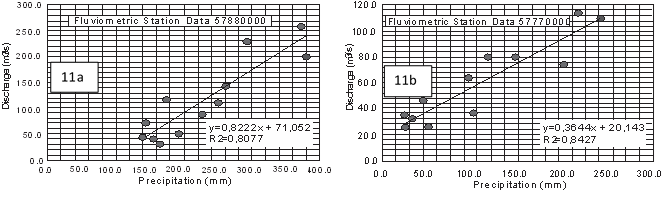 Fluviometric Station Data 57880000
300.0
250.0
200.0
150.0
100.0
50.0
0.0
Discharge (m³/s)
11a
y=0,8222x + 71,052
R2=0,8077
0.0 50.0 100.0 150.0 200.0 250.0 300.0 350.0 400.0
Precipitation (mm)
Fluviometric Station Data 57770000
120.0
100.0
80.0
60.0
40.0
20.0
0.0
Discharge (m³/s)
11b
y=0,3644x + 20,143
R2=0,8427
0.0 50.0 100.0 150.0 200.0 250.0 300.0
Precipitation (mm)